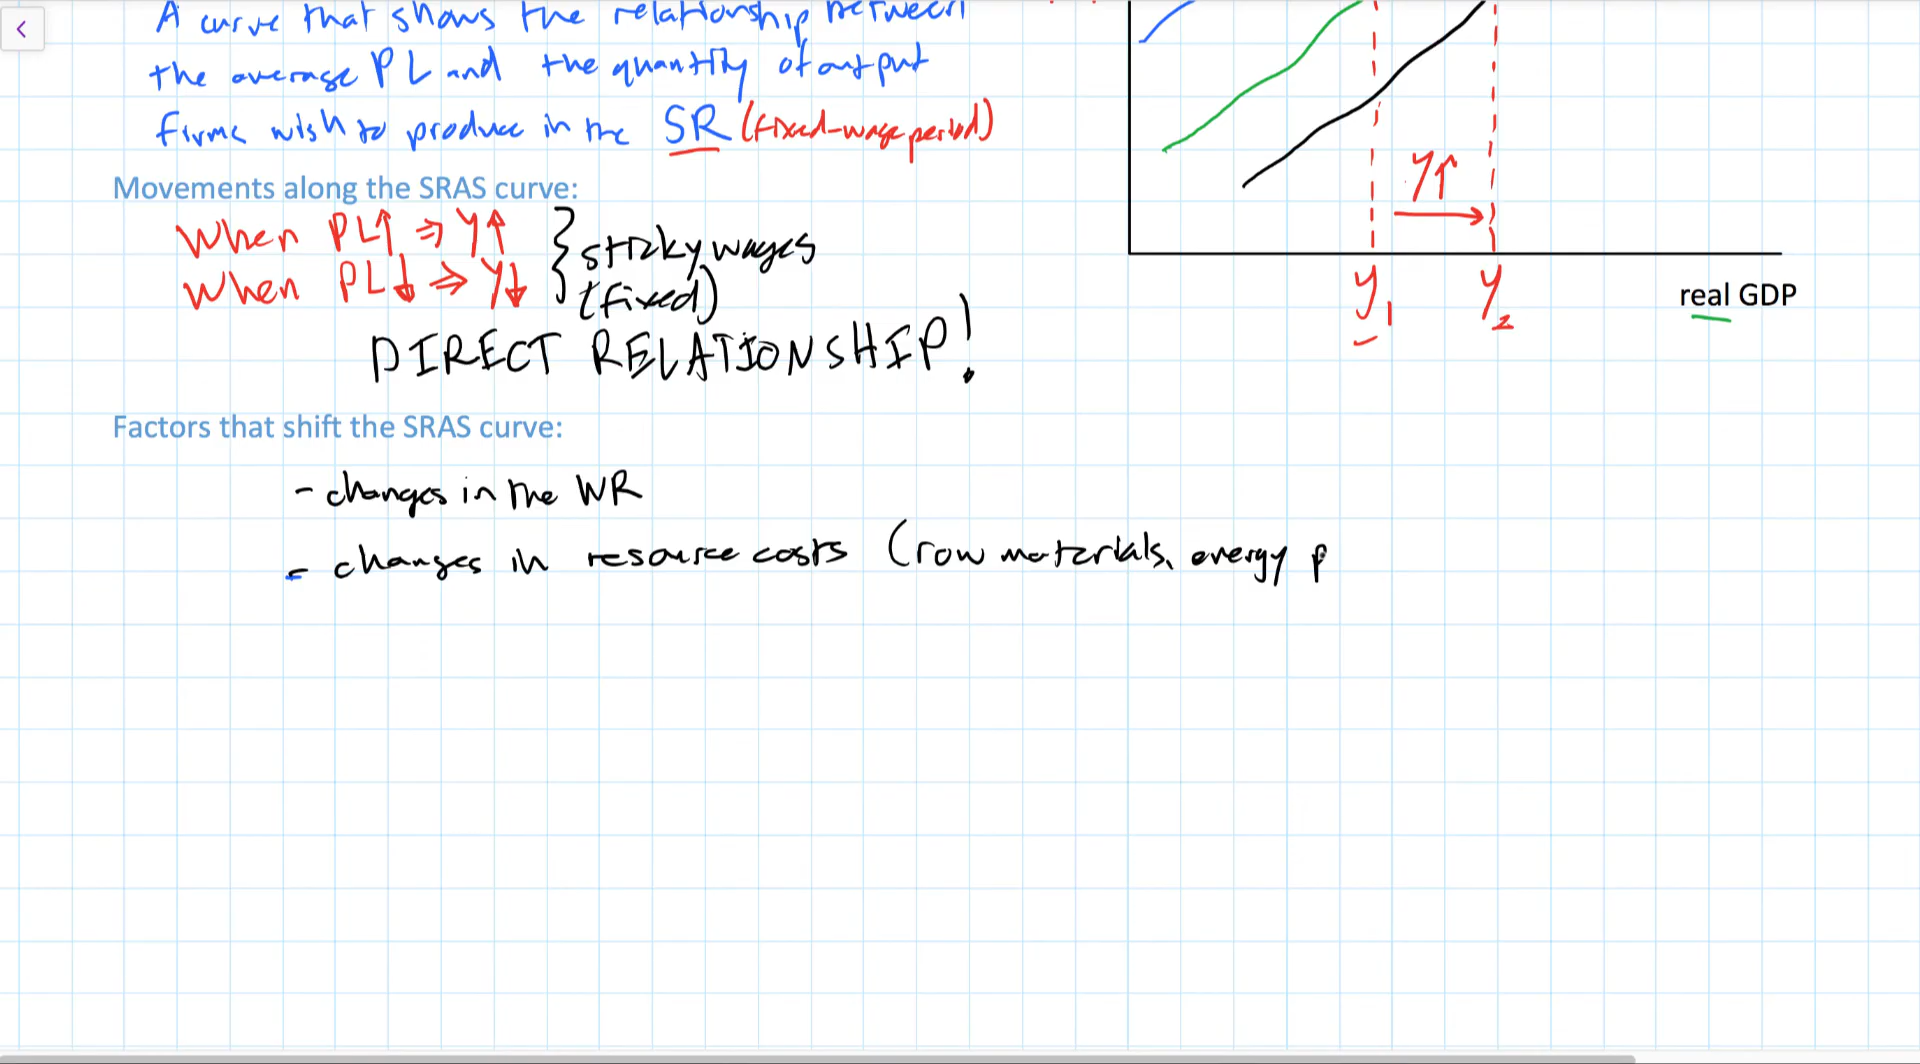 A curve that shows the relationship between
the average PL and the quantity of output
firms wish to produce in the SR (fixed-wage period)
Movements along the SRAS curve:
When PL↑ ⇒ Y↑
When PL↓ ⇒ Y↓
} sticky wages
(fixed)
DIRECT RELATIONSHIP!
Y↑
Y₁ Y₂
real GDP
Factors that shift the SRAS curve:
- changes in the WR
- changes in resource costs (raw materials, energy p